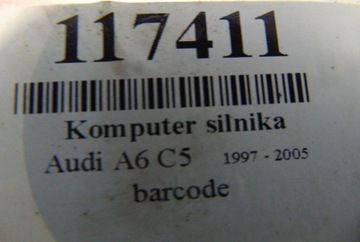 117411
Komputer silnika
Audi A6 C5 1997 - 2005
barcode